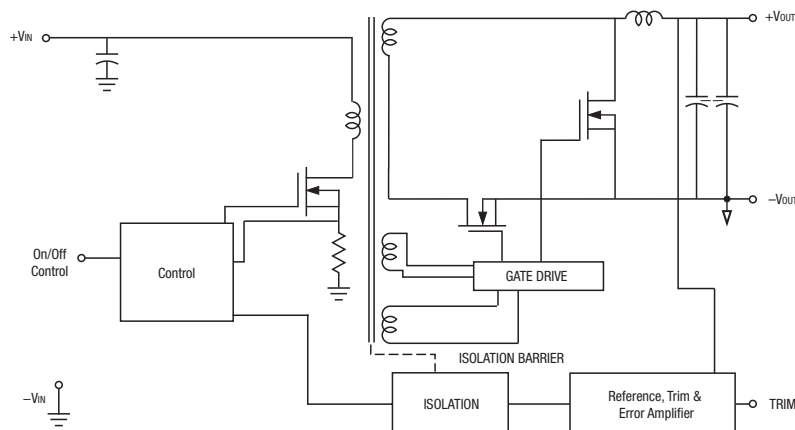 +VIN
+VOUT
−VOUT
On/Off
Control
Control
GATE DRIVE
ISOLATION BARRIER
−VIN
ISOLATION
Reference, Trim &
Error Amplifier
TRIM